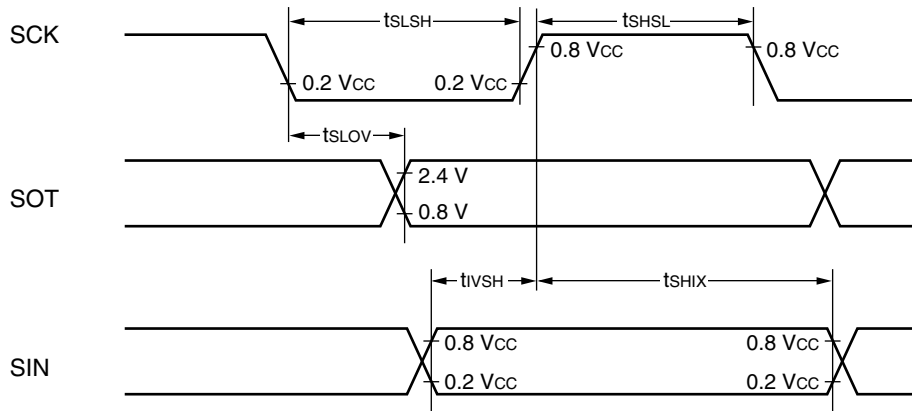 tSLSH
tSHSL
SCK
0.8 VCC
0.8 VCC
0.2 VCC
0.2 VCC
tSLOV
2.4 V
SOT
0.8 V
tIVSH
tSHIX
0.8 VCC
0.8 VCC
SIN
0.2 VCC
0.2 VCC